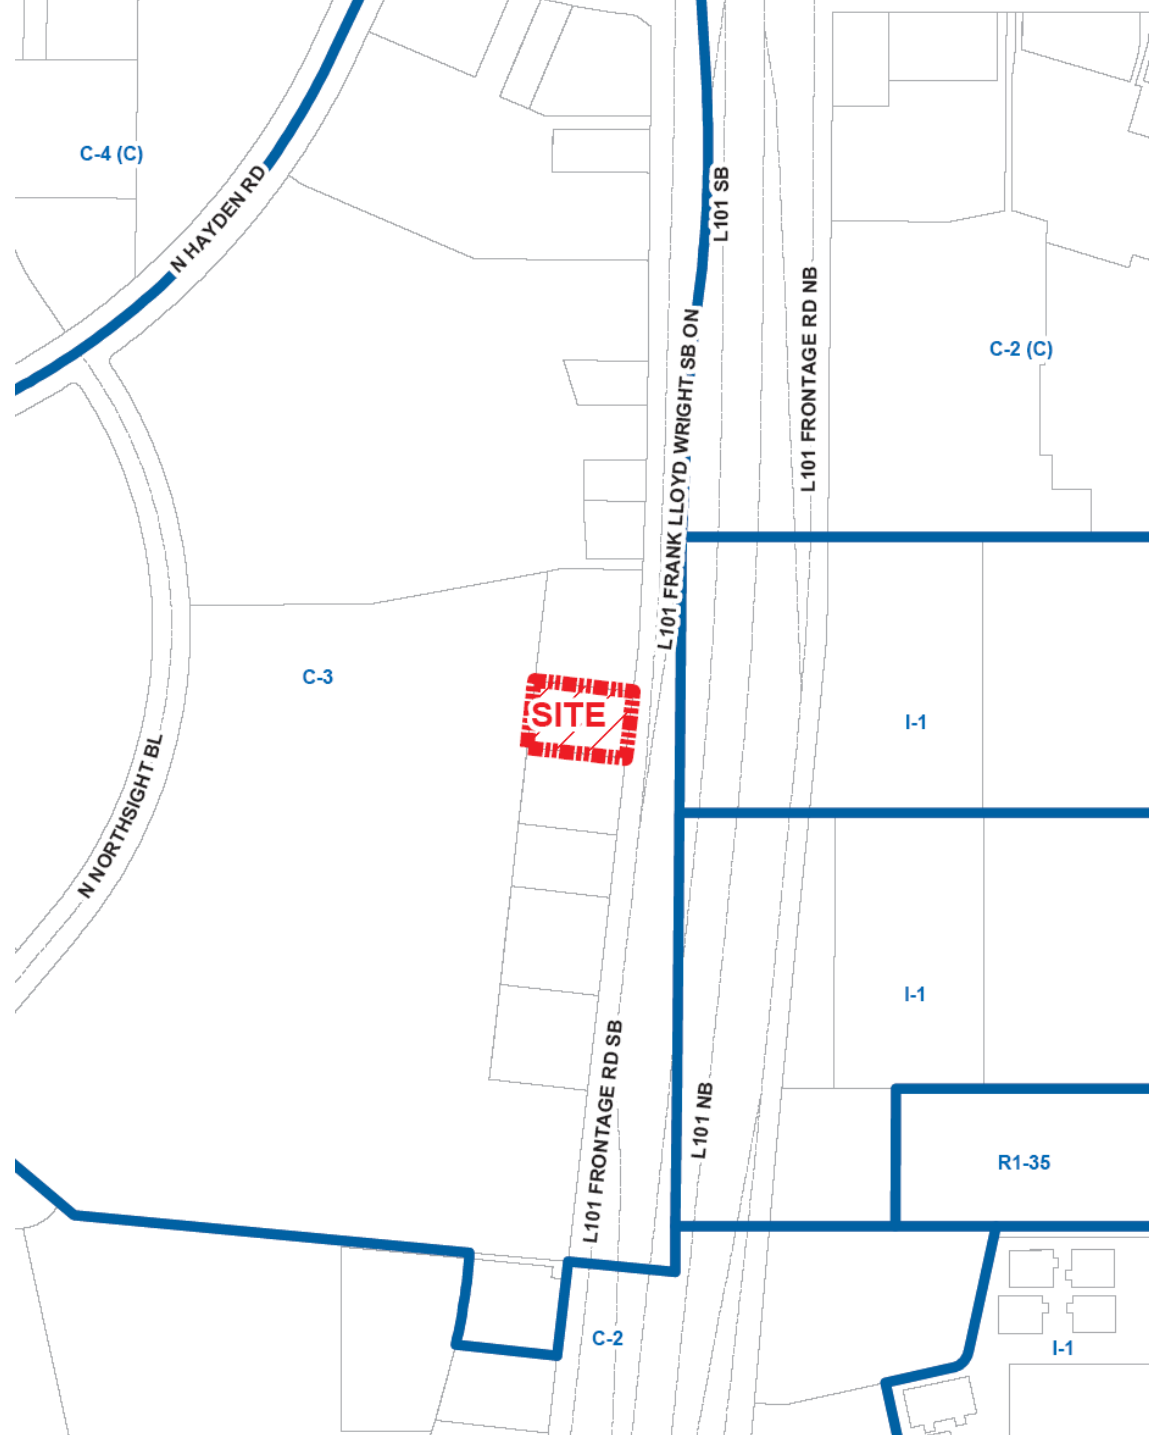 C-4 (C)
N HAYDEN RD
L101 SB
L101 FRONTAGE RD NB
C-2 (C)
L101 FRANK LLOYD WRIGHT SB ON
C-3
SITE
I-1
N NORTHSIGHT BL
I-1
L101 FRONTAGE RD SB
L101 NB
R1-35
C-2
I-1